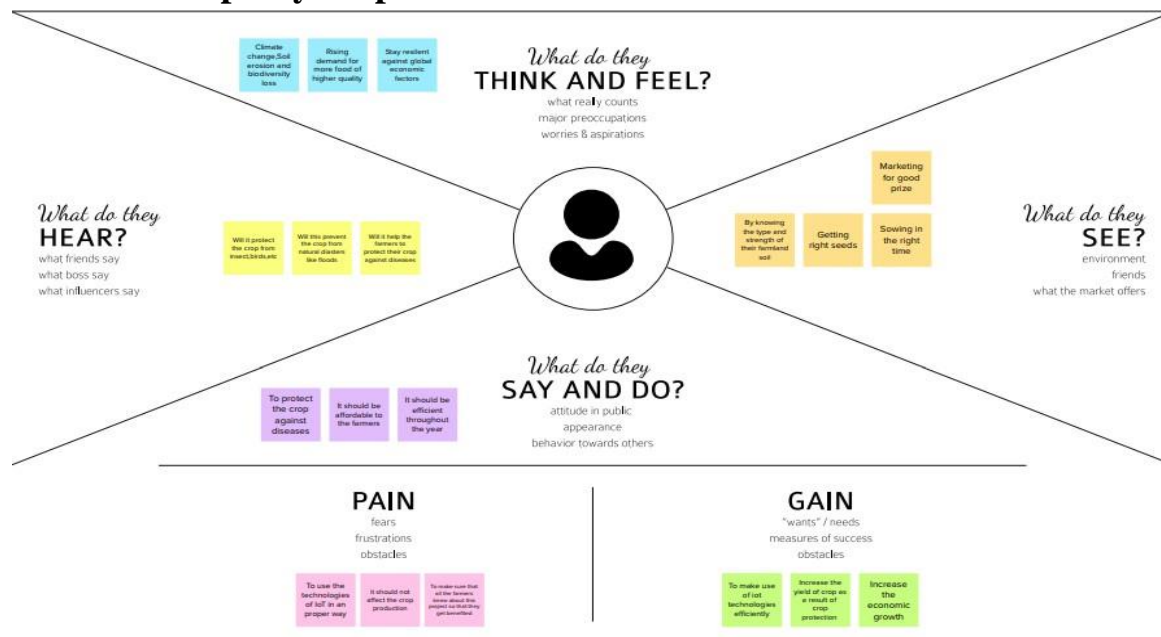 Climate
change,Soil
erosion and
biodiversity
loss
Rising
demand for
more food of
higher quality
Stay reslient
against global
economic
factors
What do they
THINK AND FEEL?
what really counts
major preoccupations
worries & aspirations
What do they
HEAR?
what friends say
what boss say
what influencers say
Will it protect
the crop from
insect,birds,etc
Will this prevent
the crop from
natural diasters
like floods
Will it help the
farmers to
protect their crop
against diseases
Marketing
for good
prize
By knowing
the type and
strength of
their farmland
soil
Getting
right seeds
Sowing in
the right
time
What do they
SEE?
environment
friends
what the market offers
What do they
SAY AND DO?
attitude in public
appearance
behavior towards others
To protect
the crop
against
diseases
It should be
affordable to
the farmers
It should be
efficient
throughout
the year
PAIN
fears
frustrations
obstacles
To use the
technologies
of IoT in an
proper way
It should not
effect the crop
production
To make sure that
all the farmers
know about this
project so that they
get benefited
GAIN
"wants" / needs
measures of success
obstacles
To make use
of iot
technologies
efficiently
Increase the
yield of crop as
a result of
crop
protection
Increase
the
economic
growth